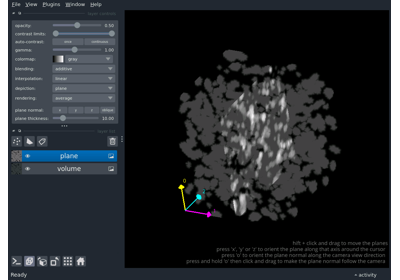 File View Plugins Window Help
opacity: 0.50
contrast limits:
auto-contrast: once continuous
gamma: 1.00
colormap: gray
blending: additive
interpolation: linear
depiction: plane
rendering: average
plane normal: x y z oblique
plane thickness: 10.00
plane
volume
0
hift + click and drag to move the planes
press 'x', 'y' or 'z' to orient the plane along that axis around the cursor
press 'o' to orient the plane normal along the camera view direction
press and hold 'o' then click and drag to make the plane normal follow the camera
Ready
activity